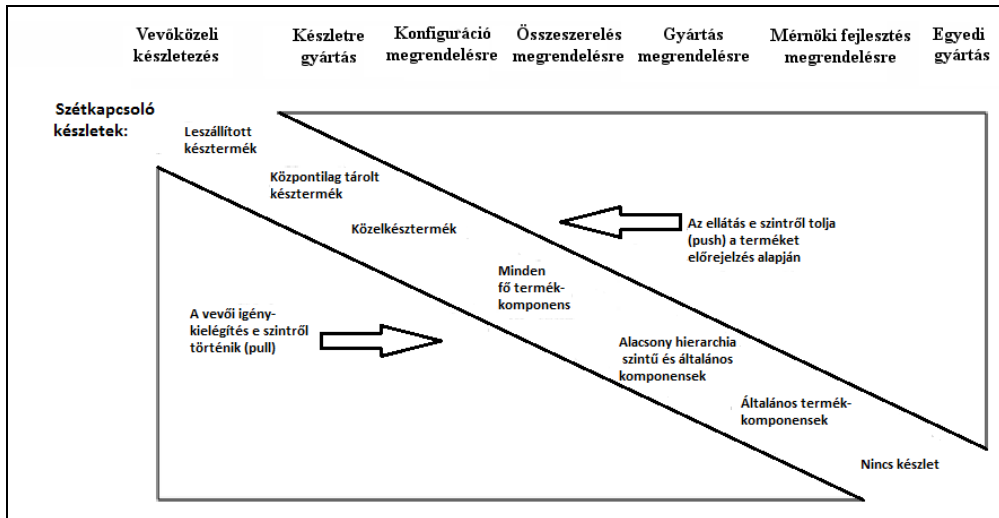 Vevőközeli
készletezés
Készletre
gyártás
Konfiguráció
megrendelésre
Összeszerelés
megrendelésre
Gyártás
megrendelésre
Mérnöki fejlesztés
megrendelésre
Egyedi
gyártás
Szétkapcsoló
készletek:
Leszállított
késztermék
Központilag tárolt
késztermék
Közelkésztermék
Az ellátás e szintről tolja
(push) a terméket
előrejelzés alapján
Minden
fő termék-
komponens
A vevői igény-
kielégítés e szintről
történik (pull)
Alacsony hierarchia
szintű és általános
komponensek
Általános termék-
komponensek
Nincs készlet